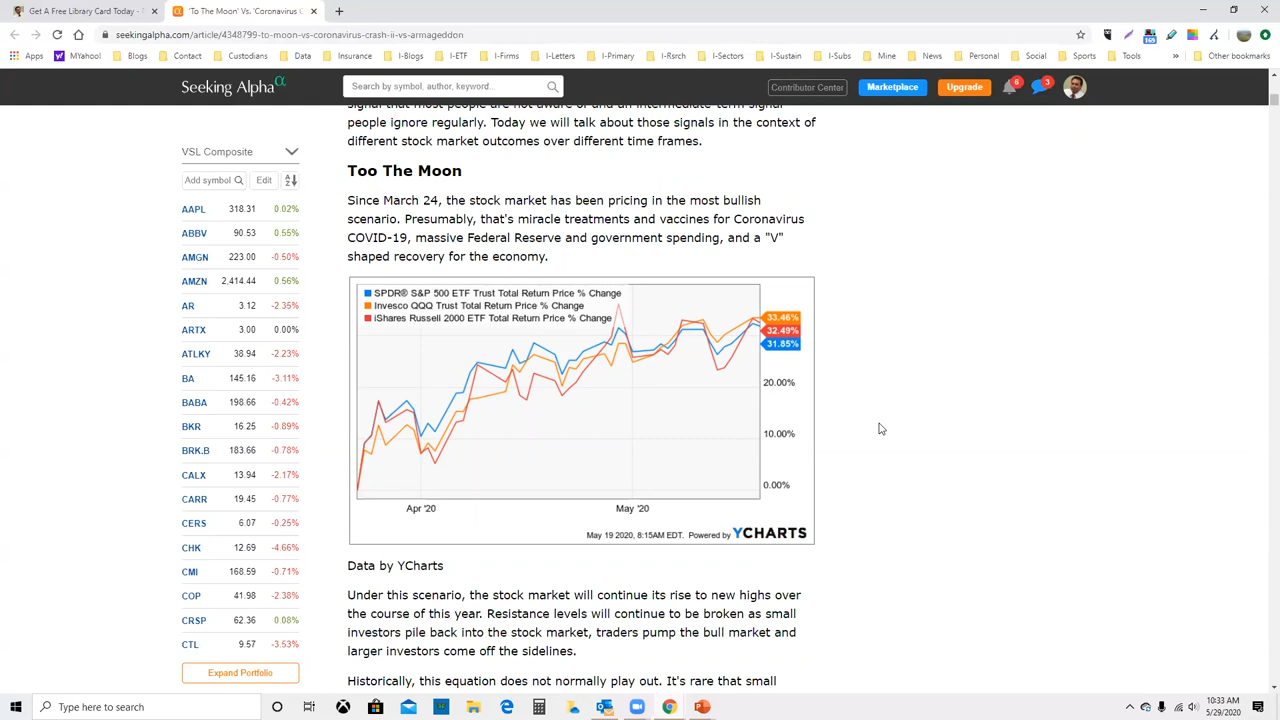 Get A Free Library Card Today -
'To The Moon' Vs. 'Coronavirus C
seekingalpha.com/article/4348799-to-moon-vs-coronavirus-crash-ii-vs-armageddon
Apps MYahoo! Blogs Contact Custodians Data Insurance I-Blogs I-ETF I-Firms I-Letters I-Primary I-Rsrch I-Sectors I-Sustain I-Subs Mine News Personal Social Sports Tools » Other bookmarks
Seeking Alpha α
Search by symbol, author, keyword...
Contributor Center
Marketplace
Upgrade
6
3
signal that most people are not aware of and an intermediate-term signal
people ignore regularly. Today we will talk about those signals in the context of
different stock market outcomes over different time frames.
VSL Composite
Add symbol
Edit
AAPL 318.31 0.02%
ABBV 90.53 0.55%
AMGN 223.00 -0.50%
AMZN 2,414.44 0.56%
AR 3.12 -2.35%
ARTX 3.00 0.00%
ATLKY 38.94 -2.23%
BA 145.16 -3.11%
BABA 198.66 -0.42%
BKR 16.25 -0.89%
BRK.B 183.66 -0.78%
CALX 13.94 -2.17%
CARR 19.45 -0.77%
CERS 6.07 -0.25%
CHK 12.69 -4.66%
CMI 168.59 -0.71%
COP 41.98 -2.38%
CRSP 62.36 0.08%
CTL 9.57 -3.53%
Expand Portfolio
Too The Moon
Since March 24, the stock market has been pricing in the most bullish
scenario. Presumably, that's miracle treatments and vaccines for Coronavirus
COVID-19, massive Federal Reserve and government spending, and a "V"
shaped recovery for the economy.
SPDR® S&P 500 ETF Trust Total Return Price % Change
Invesco QQQ Trust Total Return Price % Change
iShares Russell 2000 ETF Total Return Price % Change
33.46%
32.49%
31.85%
20.00%
10.00%
0.00%
Apr '20
May '20
May 19 2020, 8:15AM EDT. Powered by YCHARTS
Data by YCharts
Under this scenario, the stock market will continue its rise to new highs over
the course of this year. Resistance levels will continue to be broken as small
investors pile back into the stock market, traders pump the bull market and
larger investors come off the sidelines.
Historically, this equation does not normally play out. It's rare that small
Type here to search
10:33 AM
5/29/2020